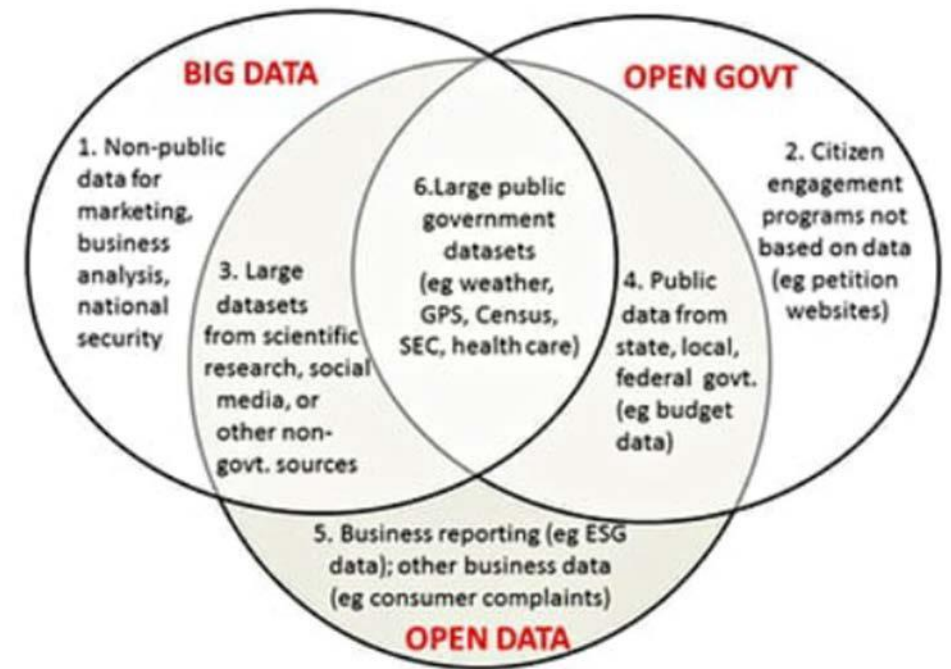 BIG DATA
OPEN GOVT
1. Non-public
data for
marketing,
business
analysis,
national
security
2. Citizen
engagement
programs not
based on data
(eg petition
websites)
6.Large public
government
datasets
(eg weather,
GPS, Census,
SEC, health care)
3. Large
datasets
from scientific
research, social
media, or
other non-
govt. sources
4. Public
data from
state, local,
federal govt.
(eg budget
data)
5. Business reporting (eg ESG
data); other business data
(eg consumer complaints)
OPEN DATA